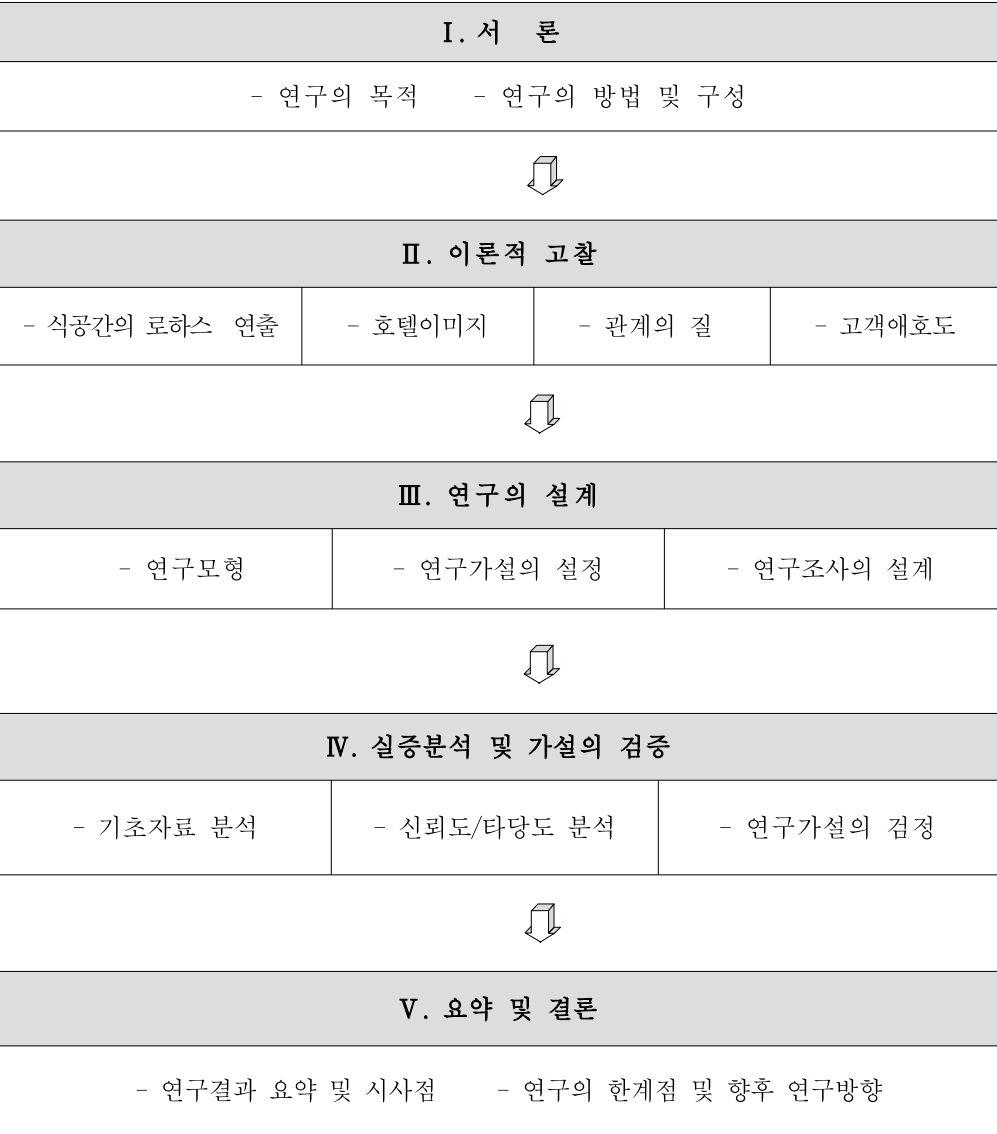 Ⅰ. 서 론
- 연구의 목적 - 연구의 방법 및 구성
Ⅱ. 이론적 고찰
- 식공간의 로하스 연출 - 호텔이미지 - 관계의 질 - 고객애호도
Ⅲ. 연구의 설계
- 연구모형 - 연구가설의 설정 - 연구조사의 설계
Ⅳ. 실증분석 및 가설의 검증
- 기초자료 분석 - 신뢰도/타당도 분석 - 연구가설의 검정
Ⅴ. 요약 및 결론
- 연구결과 요약 및 시사점 - 연구의 한계점 및 향후 연구방향